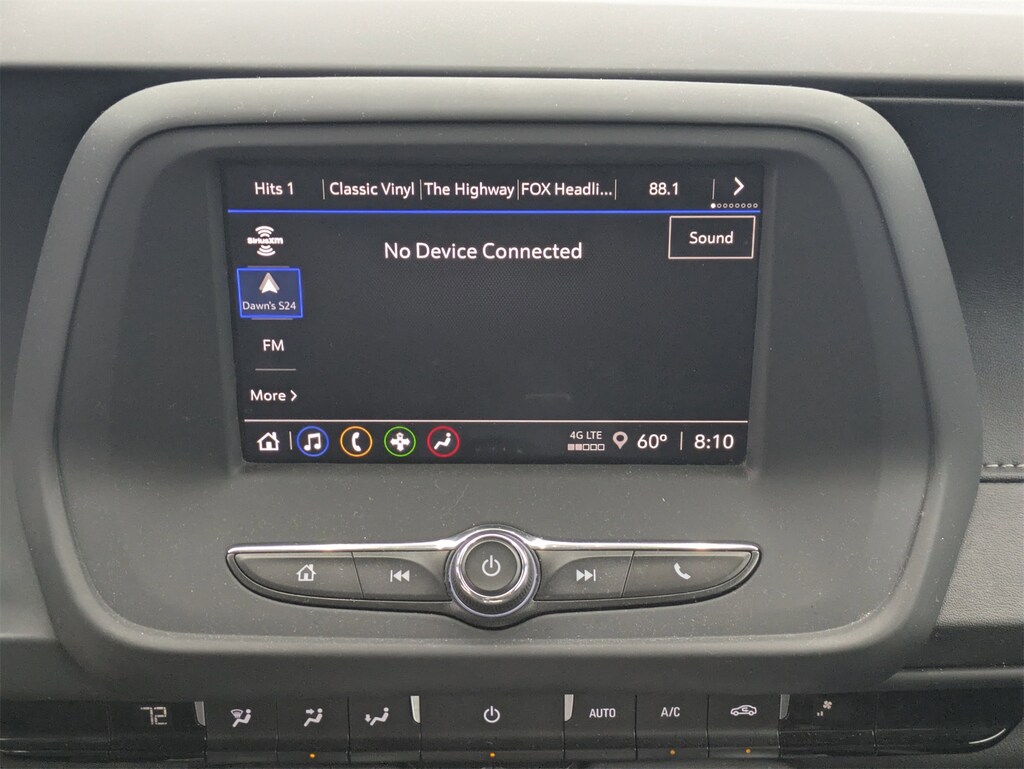 Hits 1 Classic Vinyl The Highway FOX Headli... 88.1
SiriusXM
No Device Connected
Sound
Dawn's S24
FM
More
4G LTE
60° 8:10
72 AUTO A/C